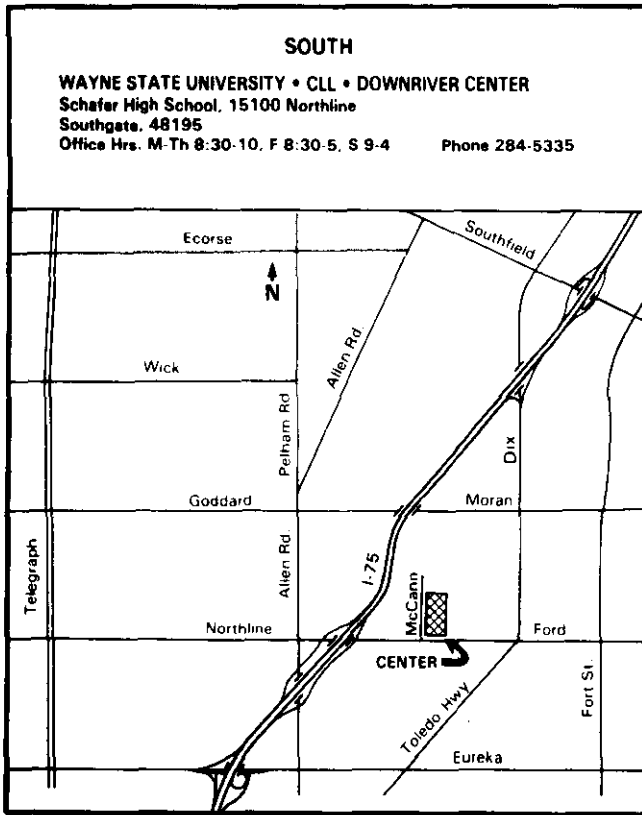 SOUTH
WAYNE STATE UNIVERSITY • CLL • DOWNRIVER CENTER
Schafer High School, 15100 Northline
Southgate, 48195
Office Hrs. M-Th 8:30-10, F 8:30-5, S 9-4 Phone 284-5335
Ecorse
Southfield
N
Allen Rd.
Wick
Pelham Rd
Dix
Goddard
Moran
Telegraph
Allen Rd.
I-75
McCann
Northline
Ford
CENTER
Toledo Hwy
Fort St.
Eureka